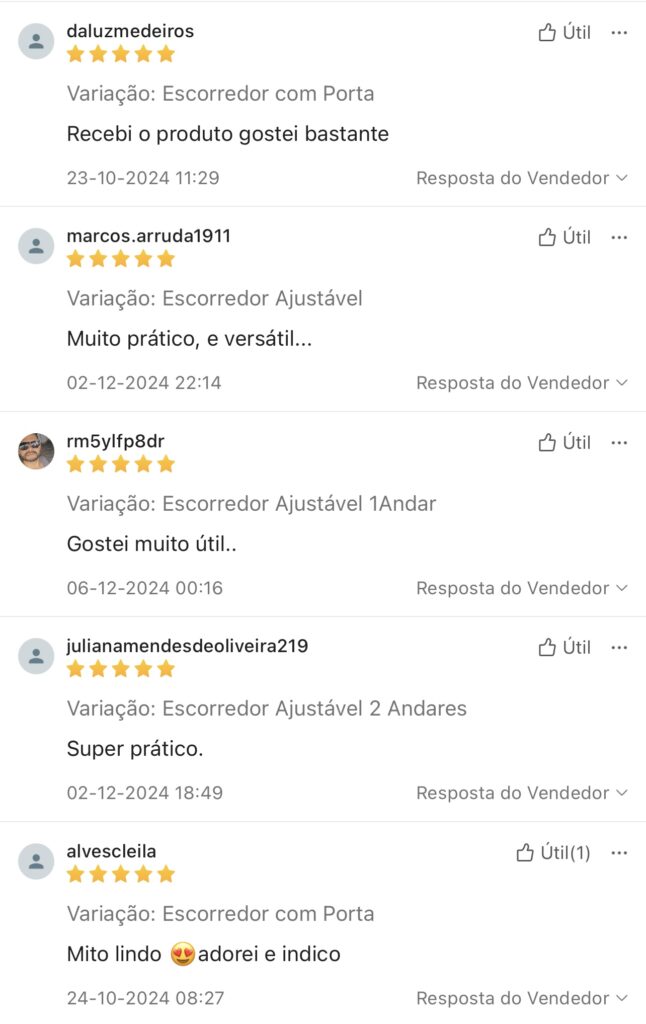 daluzmedeiros
Útil
Variação: Escorredor com Porta
Recebi o produto gostei bastante
23-10-2024 11:29
Resposta do Vendedor
marcos.arruda1911
Útil
Variação: Escorredor Ajustável
Muito prático, e versátil...
02-12-2024 22:14
Resposta do Vendedor
rm5ylfp8dr
Útil
Variação: Escorredor Ajustável 1Andar
Gostei muito útil..
06-12-2024 00:16
Resposta do Vendedor
julianamendesdeoliveira219
Útil
Variação: Escorredor Ajustável 2 Andares
Super prático.
02-12-2024 18:49
Resposta do Vendedor
alvescleila
Útil(1)
Variação: Escorredor com Porta
Mito lindo 😍adorei e indico
24-10-2024 08:27
Resposta do Vendedor